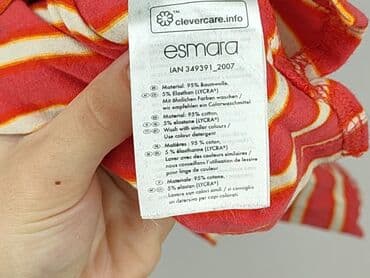 clevercare.info
esmara
IAN 349391_2007
Material: 95% Baumwolle,
5% Elasthan (LYCRA®)
Mit ähnlichen Farben waschen /
wir empfehlen ein Colorwaschmittel
Material: 95% cotton,
5% elastane (LYCRA®)
Wash with similar colours /
Use colour detergent
Matières: 95 % coton,
5 % élasthanne (LYCRA®)
Laver avec des couleurs similaires /
nous conseillons l'utilisation de lessive
pour linge de couleur
Materiale: 95% cotone,
5% elastan (LYCRA®)
Lavare con colori simili / si consiglia
un detersivo per capi colorati